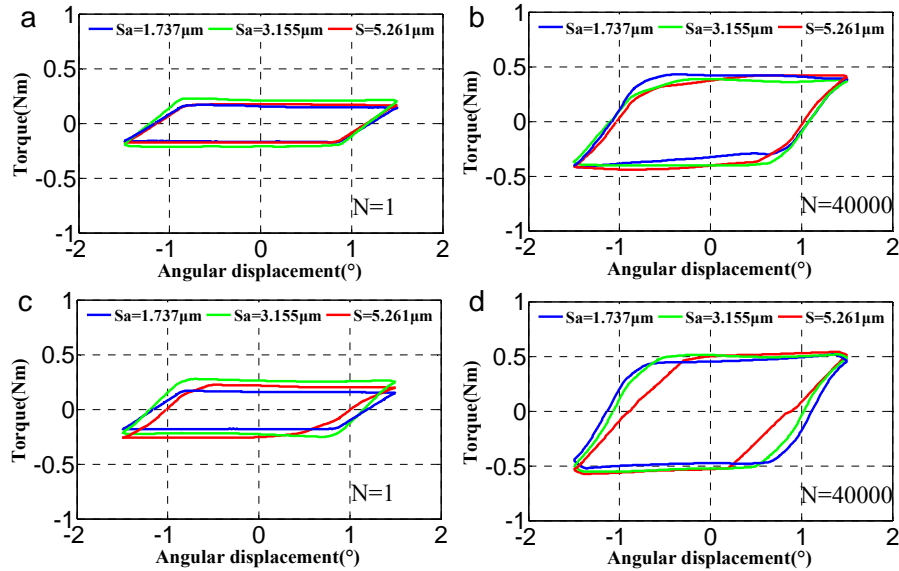 a
Sa=1.737μm Sa=3.155μm S=5.261μm
1
0.5
0
-0.5
-1
Torque(Nm)
N=1
-2 -1 0 1 2
Angular displacement(°)
b
Sa=1.737μm Sa=3.155μm S=5.261μm
1
0.5
0
-0.5
-1
Torque(Nm)
N=40000
-2 -1 0 1 2
Angular displacement(°)
c
Sa=1.737μm Sa=3.155μm S=5.261μm
1
0.5
0
-0.5
-1
Torque(Nm)
N=1
-2 -1 0 1 2
Angular displacement(°)
d
Sa=1.737μm Sa=3.155μm S=5.261μm
1
0.5
0
-0.5
-1
Torque(Nm)
N=40000
-2 -1 0 1 2
Angular displacement(°)